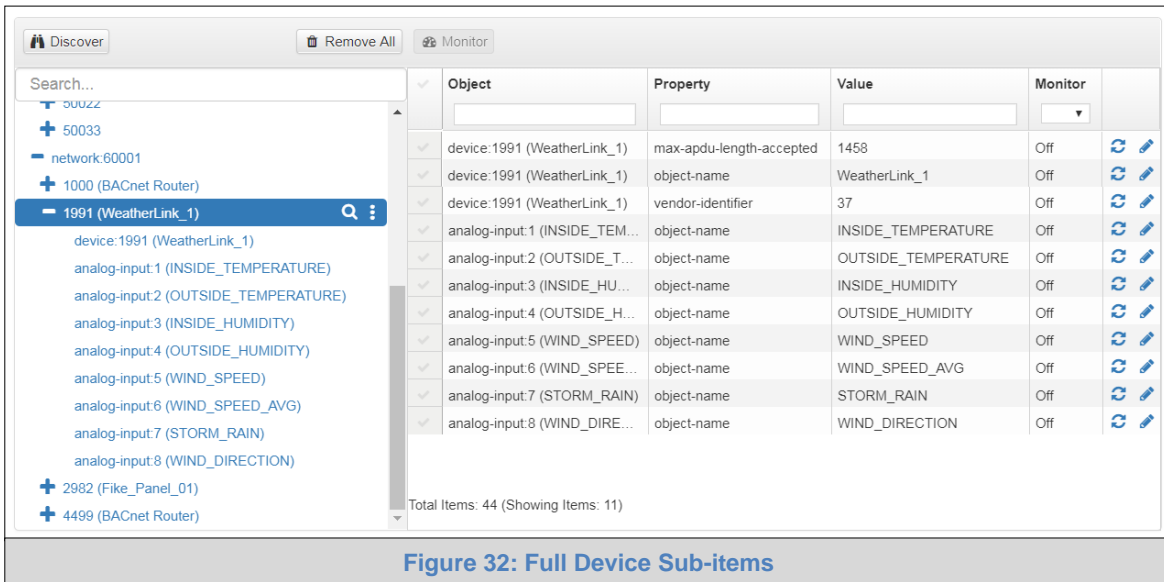 Discover
Remove All
Monitor
Search...
50022
50033
network:60001
1000 (BACnet Router)
1991 (WeatherLink_1)
device:1991 (WeatherLink_1)
analog-input:1 (INSIDE_TEMPERATURE)
analog-input:2 (OUTSIDE_TEMPERATURE)
analog-input:3 (INSIDE_HUMIDITY)
analog-input:4 (OUTSIDE_HUMIDITY)
analog-input:5 (WIND_SPEED)
analog-input:6 (WIND_SPEED_AVG)
analog-input:7 (STORM_RAIN)
analog-input:8 (WIND_DIRECTION)
2982 (Fike_Panel_01)
4499 (BACnet Router)
Object Property Value Monitor
device:1991 (WeatherLink_1) max-apdu-length-accepted 1458 Off
device:1991 (WeatherLink_1) object-name WeatherLink_1 Off
device:1991 (WeatherLink_1) vendor-identifier 37 Off
analog-input:1 (INSIDE_TEM... object-name INSIDE_TEMPERATURE Off
analog-input:2 (OUTSIDE_T... object-name OUTSIDE_TEMPERATURE Off
analog-input:3 (INSIDE_HU... object-name INSIDE_HUMIDITY Off
analog-input:4 (OUTSIDE_H... object-name OUTSIDE_HUMIDITY Off
analog-input:5 (WIND_SPEED) object-name WIND_SPEED Off
analog-input:6 (WIND_SPEE... object-name WIND_SPEED_AVG Off
analog-input:7 (STORM_RAIN) object-name STORM_RAIN Off
analog-input:8 (WIND_DIRE... object-name WIND_DIRECTION Off
Total Items: 44 (Showing Items: 11)
Figure 32: Full Device Sub-items